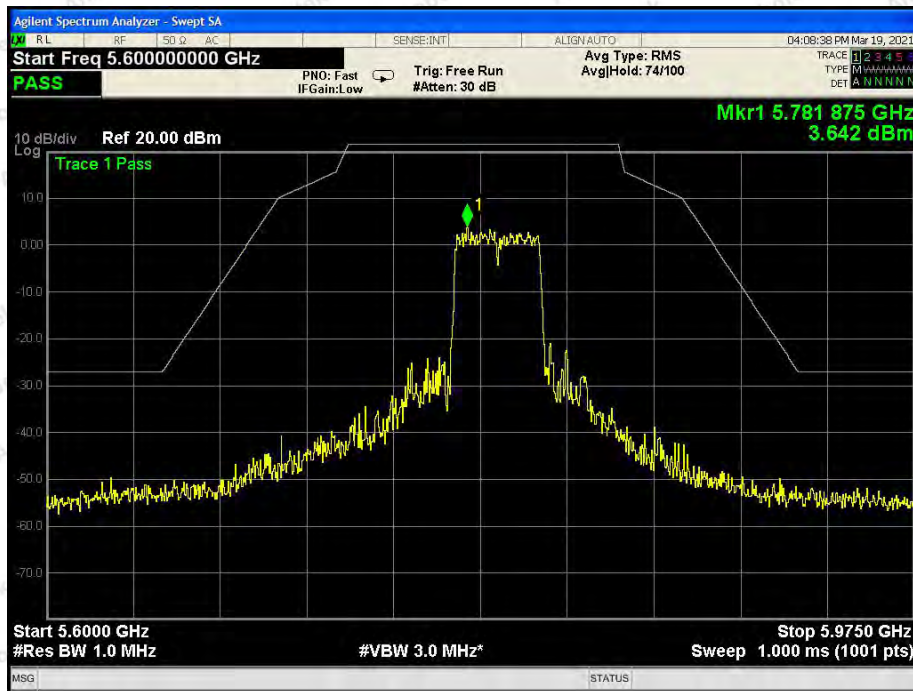 Agilent Spectrum Analyzer - Swept SA
LXI RL RF 50 Ω AC SENSE:INT ALIGN AUTO 04:08:38 PM Mar 19, 2021
Start Freq 5.600000000 GHz
PASS
PNO: Fast
IFGain:Low
Trig: Free Run
#Atten: 30 dB
Avg Type: RMS
Avg|Hold: 74/100
TRACE 1 2 3 4 5 6
TYPE M
DET A N N N N N
Mkr1 5.781 875 GHz
3.642 dBm
10 dB/div Ref 20.00 dBm
Log
Trace 1 Pass
10.0
1
0.00
-10.0
-20.0
-30.0
-40.0
-50.0
-60.0
-70.0
Start 5.6000 GHz Stop 5.9750 GHz
#Res BW 1.0 MHz #VBW 3.0 MHz* Sweep 1.000 ms (1001 pts)
MSG STATUS